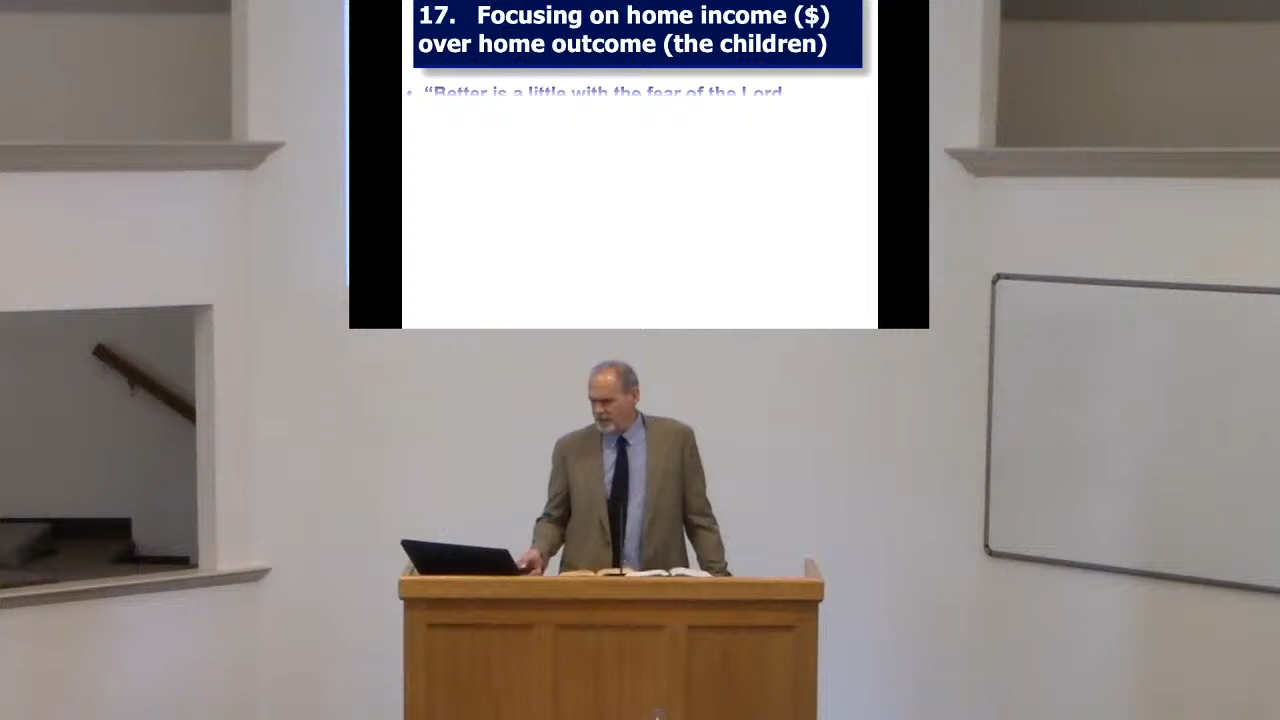 17. Focusing on home income ($)
over home outcome (the children)
• “Better is a little with the fear of the Lord